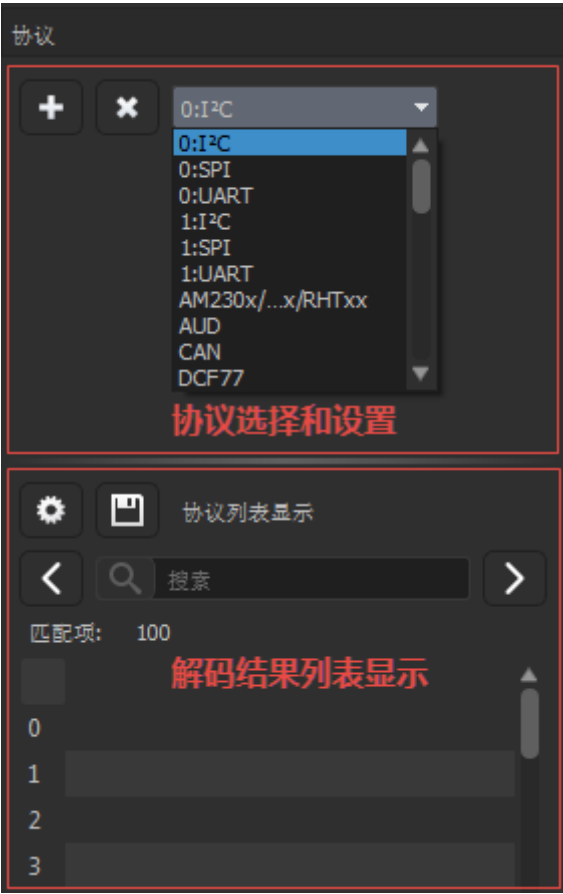 协议
0:I²C
0:I²C
0:SPI
0:UART
1:I²C
1:SPI
1:UART
AM230x/...x/RHTxx
AUD
CAN
DCF77
协议选择和设置
协议列表显示
搜索
匹配项: 100
解码结果列表显示
0
1
2
3